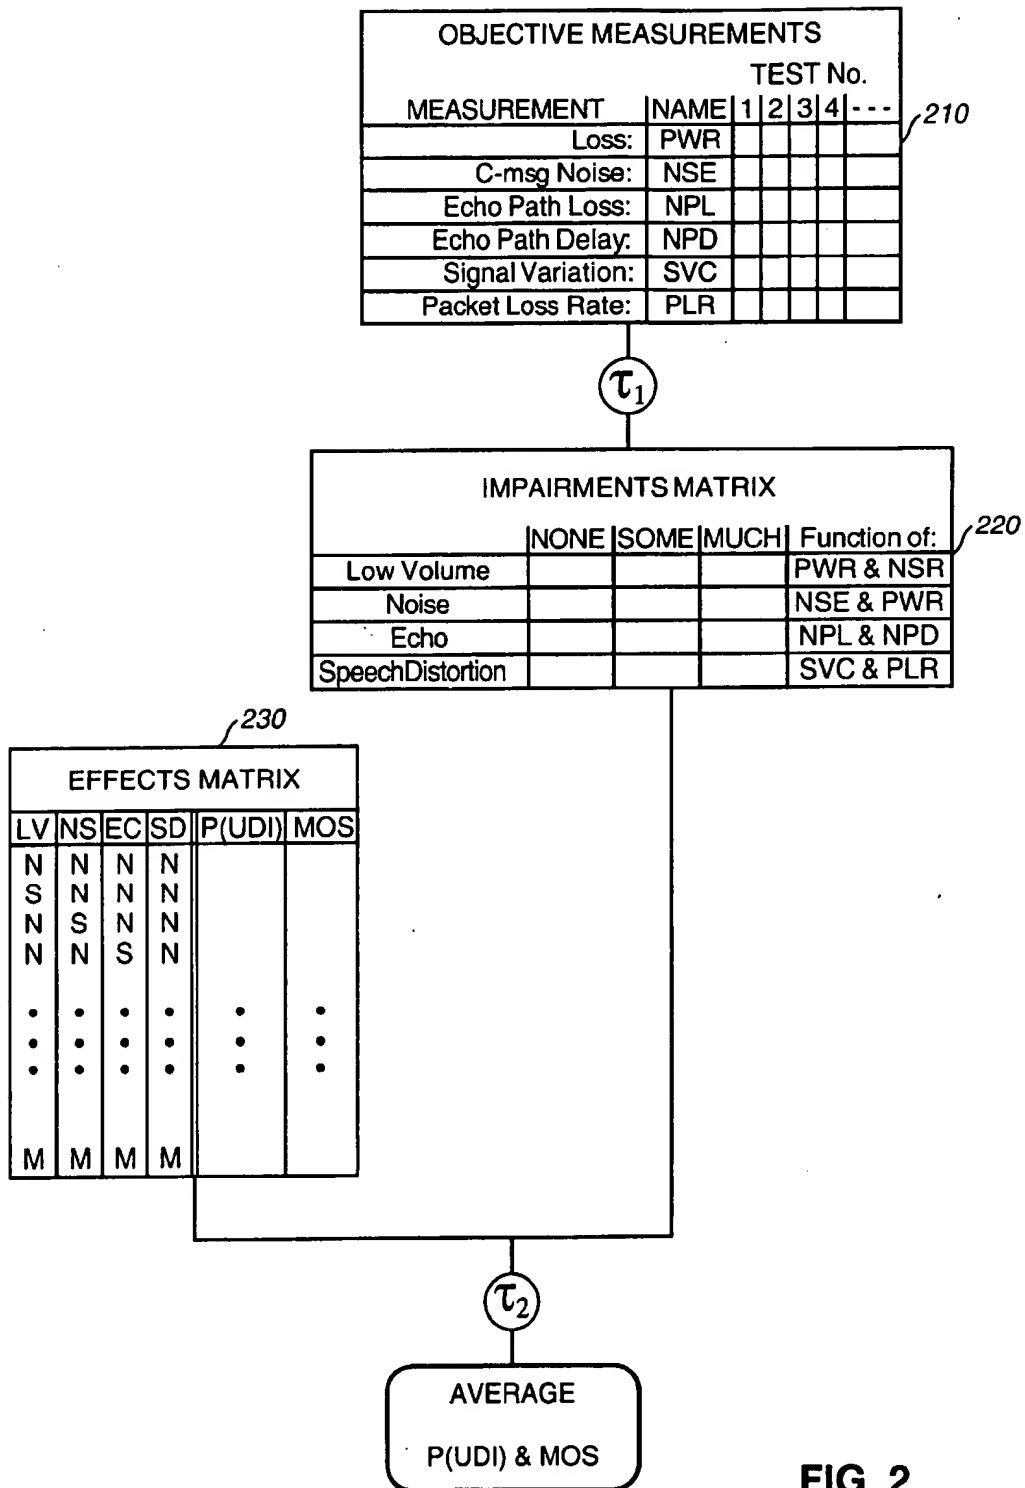 OBJECTIVE MEASUREMENTS
TEST No.
MEASUREMENT NAME 1 2 3 4 ---
210
Loss: PWR
C-msg Noise: NSE
Echo Path Loss: NPL
Echo Path Delay: NPD
Signal Variation: SVC
Packet Loss Rate: PLR
τ1
IMPAIRMENTS MATRIX
220
NONE SOME MUCH Function of:
Low Volume PWR & NSR
Noise NSE & PWR
Echo NPL & NPD
Speech Distortion SVC & PLR
230
EFFECTS MATRIX
LV NS EC SD P(UDI) MOS
N N N N
S N N N
N S N N
N N S N
M M M M
τ2
AVERAGE
P(UDI) & MOS
FIG. 2